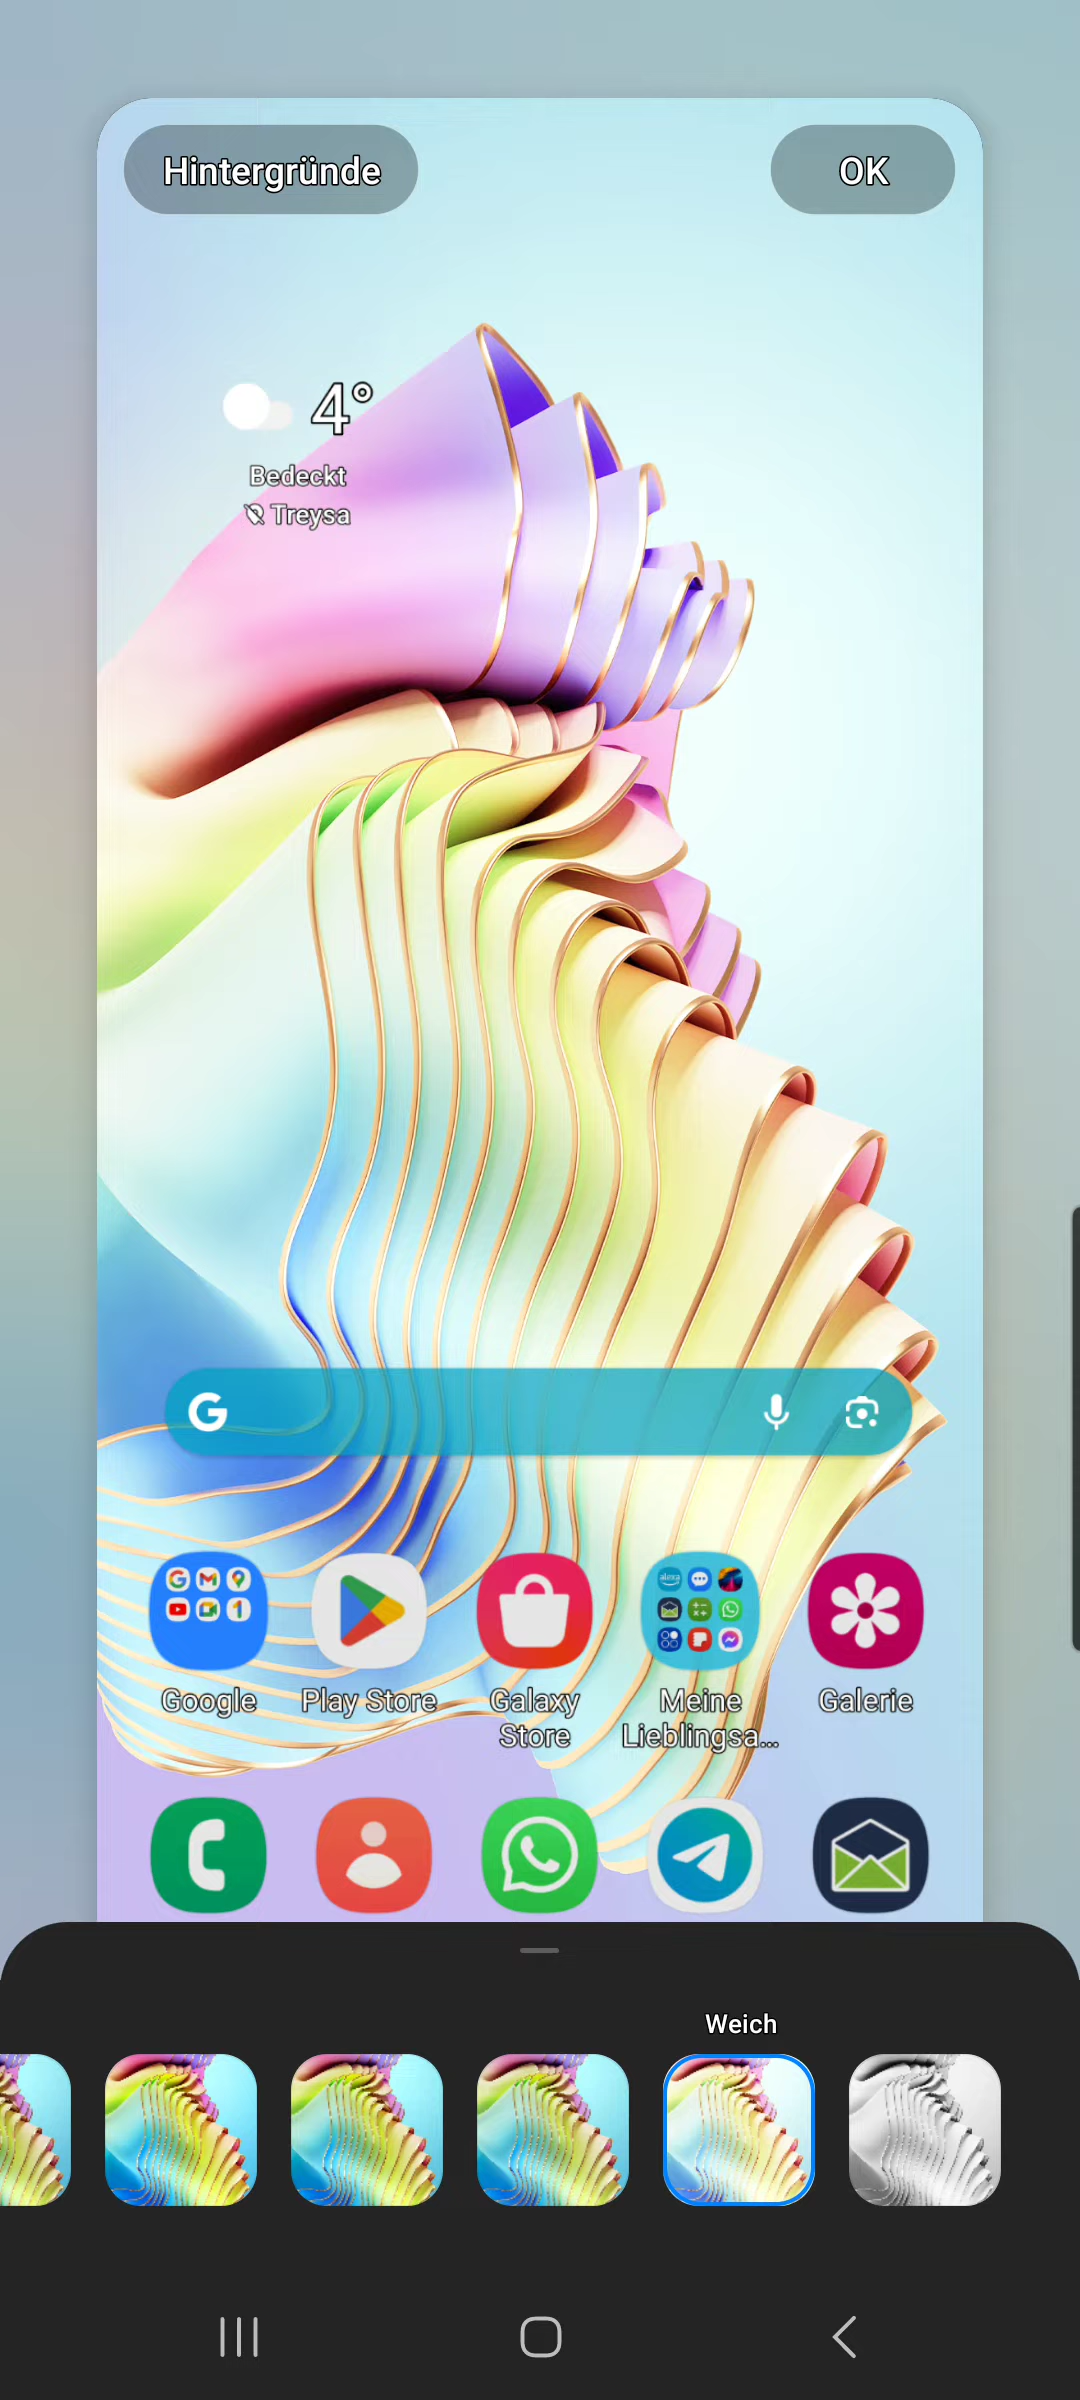 Hintergründe
OK
4°
Bedeckt
Treysa
Google
Play Store
Galaxy
Store
Meine
Lieblingsa...
Galerie
Weich